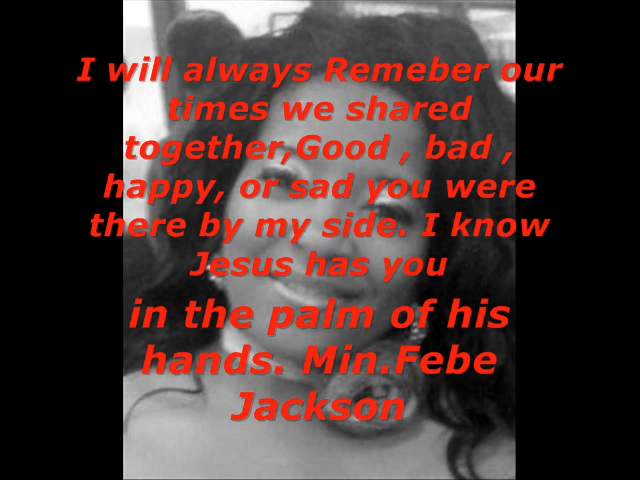 I will always Remeber our
times we shared
together,Good , bad ,
happy, or sad you were
there by my side. I know
Jesus has you
in the palm of his
hands. Min.Febe
Jackson